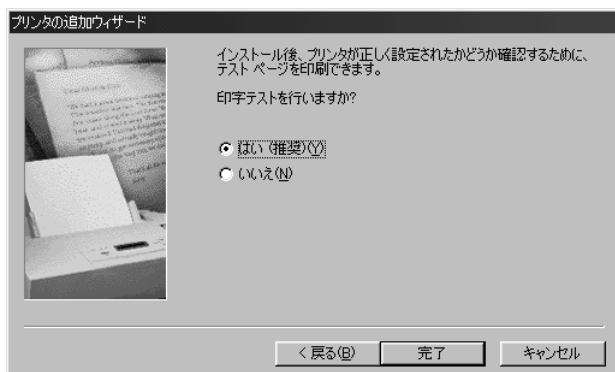 プリンタの追加ウィザード
インストール後、プリンタが正しく設定されたかどうか確認するために、
テスト ページを印刷できます。
印字テストを行いますか?
はい (推奨)(Y)
いいえ(N)
< 戻る(B)
完了
キャンセル